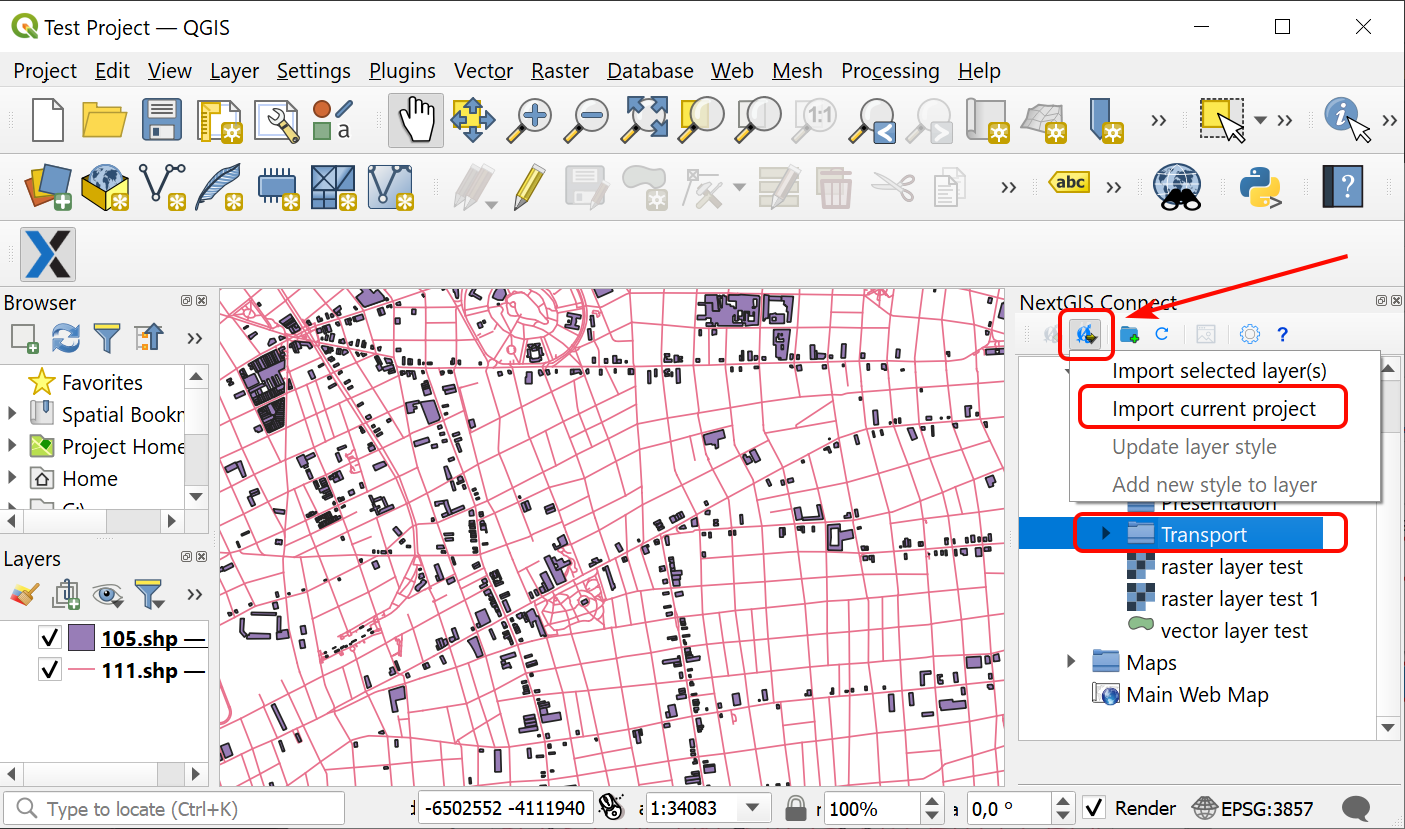 Test Project — QGIS
Project Edit View Layer Settings Plugins Vector Raster Database Web Mesh Processing Help
a
1:1
abc
?
Browser
Favorites
Spatial Bookr
Project Home
Home
Layers
105.shp —
111.shp —
NextGIS Connect
?
Import selected layer(s)
Import current project
Update layer style
Add new style to layer
Presentation
Transport
raster layer test
raster layer test 1
vector layer test
Maps
Main Web Map
Type to locate (Ctrl+K)
-6502552 -4111940
1:34083
100%
0,0 °
Render
EPSG:3857